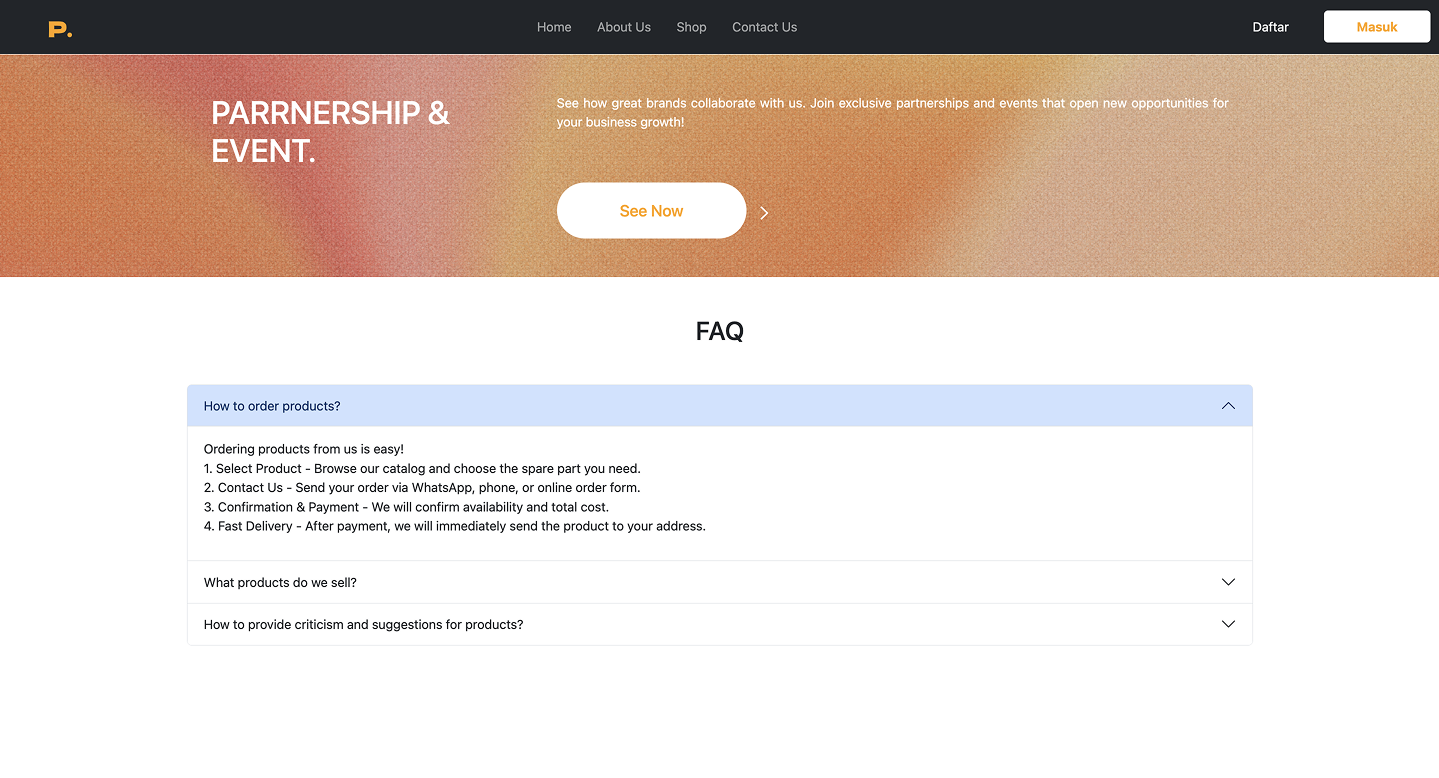 P.
Home
About Us
Shop
Contact Us
Daftar
Masuk
PARRNERSHIP &
EVENT.
See how great brands collaborate with us. Join exclusive partnerships and events that open new opportunities for
your business growth!
See Now
FAQ
How to order products?
Ordering products from us is easy!
1. Select Product - Browse our catalog and choose the spare part you need.
2. Contact Us - Send your order via WhatsApp, phone, or online order form.
3. Confirmation & Payment - We will confirm availability and total cost.
4. Fast Delivery - After payment, we will immediately send the product to your address.
What products do we sell?
How to provide criticism and suggestions for products?